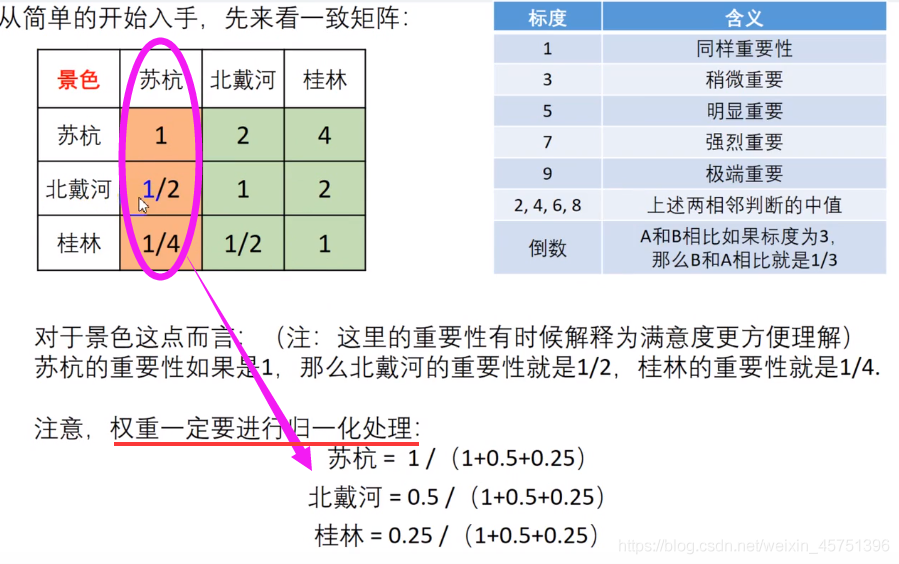 从简单的开始入手，先来看一致矩阵：
景色 苏杭 北戴河 桂林
苏杭 1 2 4
北戴河 1/2 1 2
桂林 1/4 1/2 1
标度 含义
1 同样重要性
3 稍微重要
5 明显重要
7 强烈重要
9 极端重要
2, 4, 6, 8 上述两相邻判断的中值
倒数 A和B相比如果标度为3，
那么B和A相比就是1/3
对于景色这点而言：（注：这里的重要性有时候解释为满意度更方便理解）
苏杭的重要性如果是1，那么北戴河的重要性就是1/2，桂林的重要性就是1/4.
注意，权重一定要进行归一化处理：
苏杭 = 1 /（1+0.5+0.25）
北戴河 = 0.5 /（1+0.5+0.25）
桂林 = 0.25 /（1+0.5+0.25）
https://blog.csdn.net/weixin_45751396